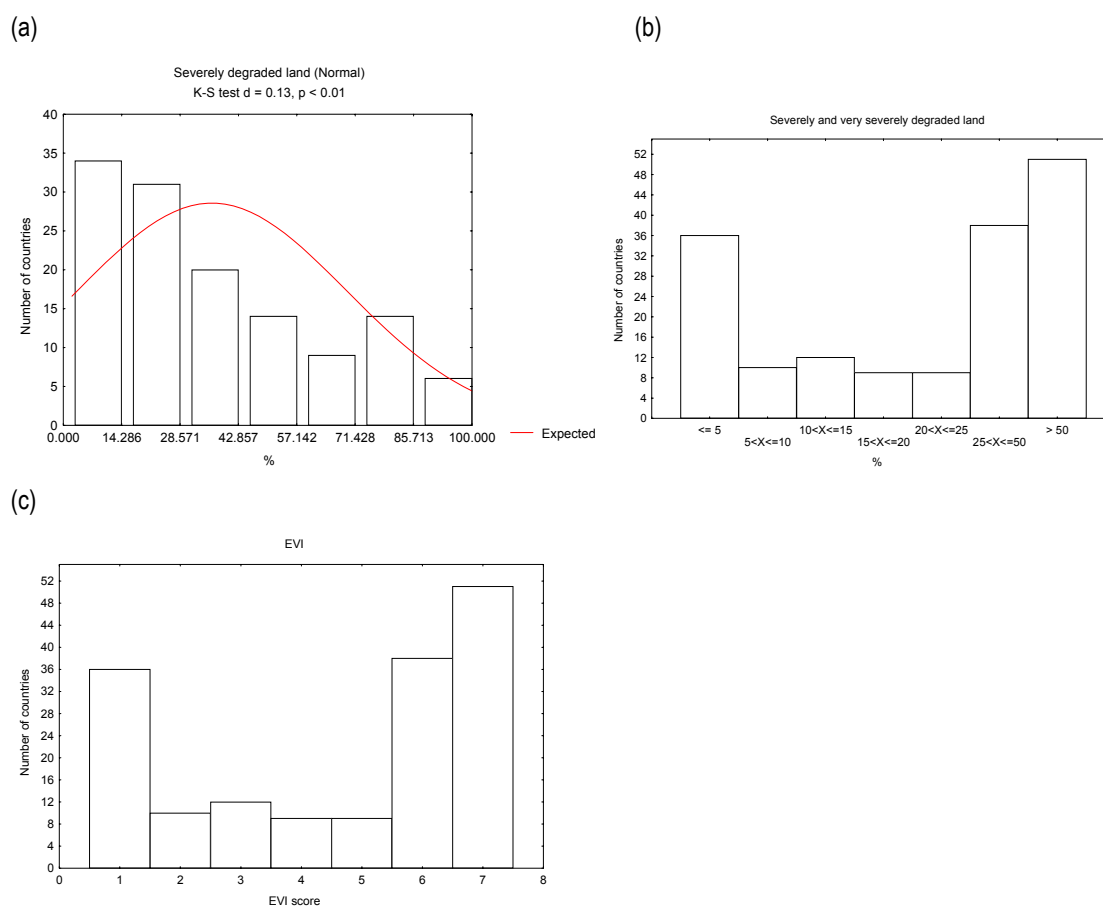 (a)
Severely degraded land (Normal)
K-S test d = 0.13, p < 0.01
40
35
30
25
20
15
10
5
0
Number of countries
0.000 14.286 28.571 42.857 57.142 71.428 85.713 100.000
%
Expected
(b)
Severely and very severely degraded land
52
48
44
40
36
32
28
24
20
16
12
8
4
0
Number of countries
<= 5 10<X<=15 20<X<=25 > 50
5<X<=10 15<X<=20 25<X<=50
%
(c)
EVI
52
48
44
40
36
32
28
24
20
16
12
8
4
0
Number of countries
0 1 2 3 4 5 6 7 8
EVI score